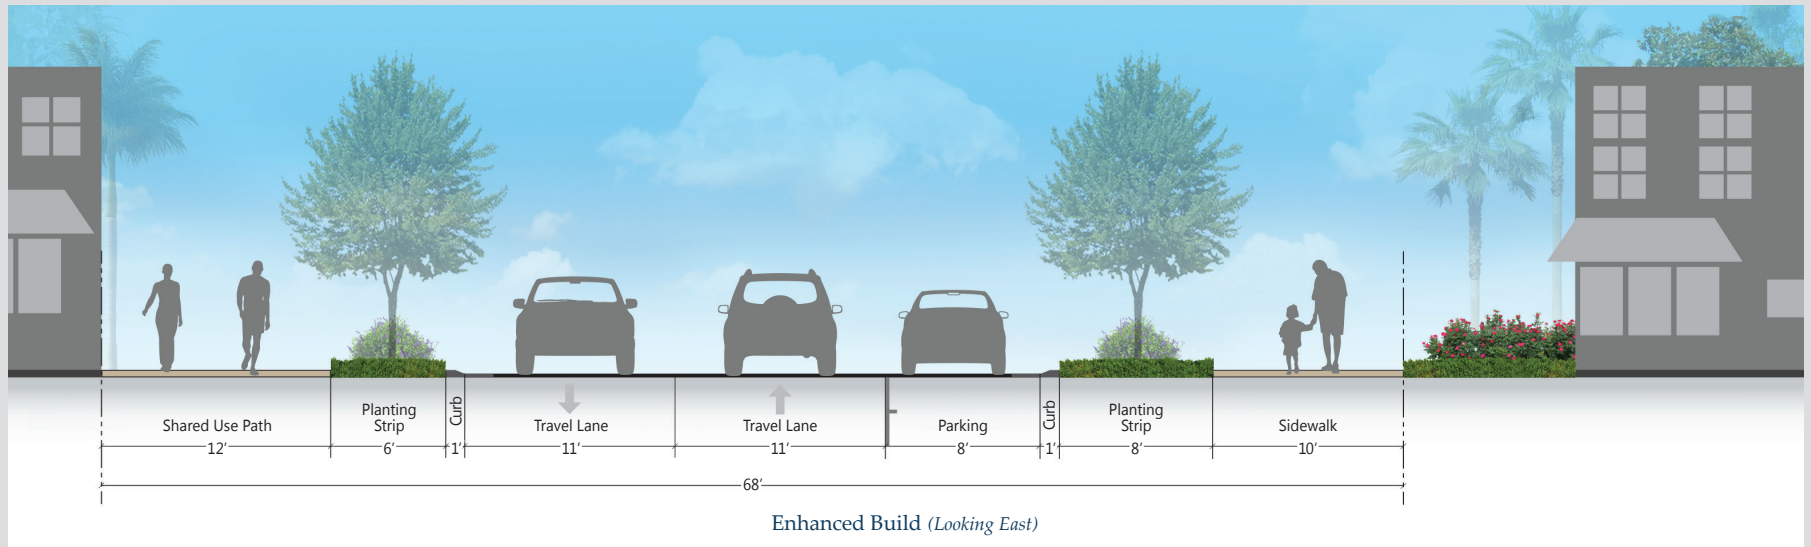 Shared Use Path
12'
Planting
Strip
6'
Curb
1'
Travel Lane
11'
Travel Lane
11'
Parking
8'
Curb
1'
Planting
Strip
8'
Sidewalk
10'
68'
Enhanced Build (Looking East)